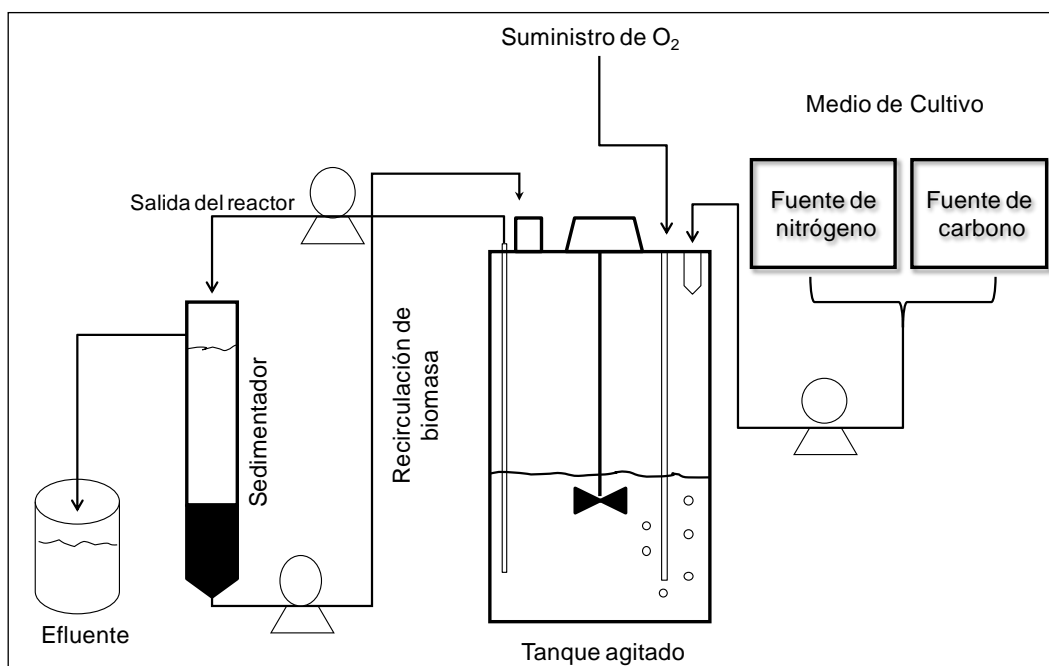 Suministro de O₂
Medio de Cultivo
Fuente de
nitrógeno
Fuente de
carbono
Salida del reactor
Recirculación de
biomasa
Sedimentador
Efluente
Tanque agitado